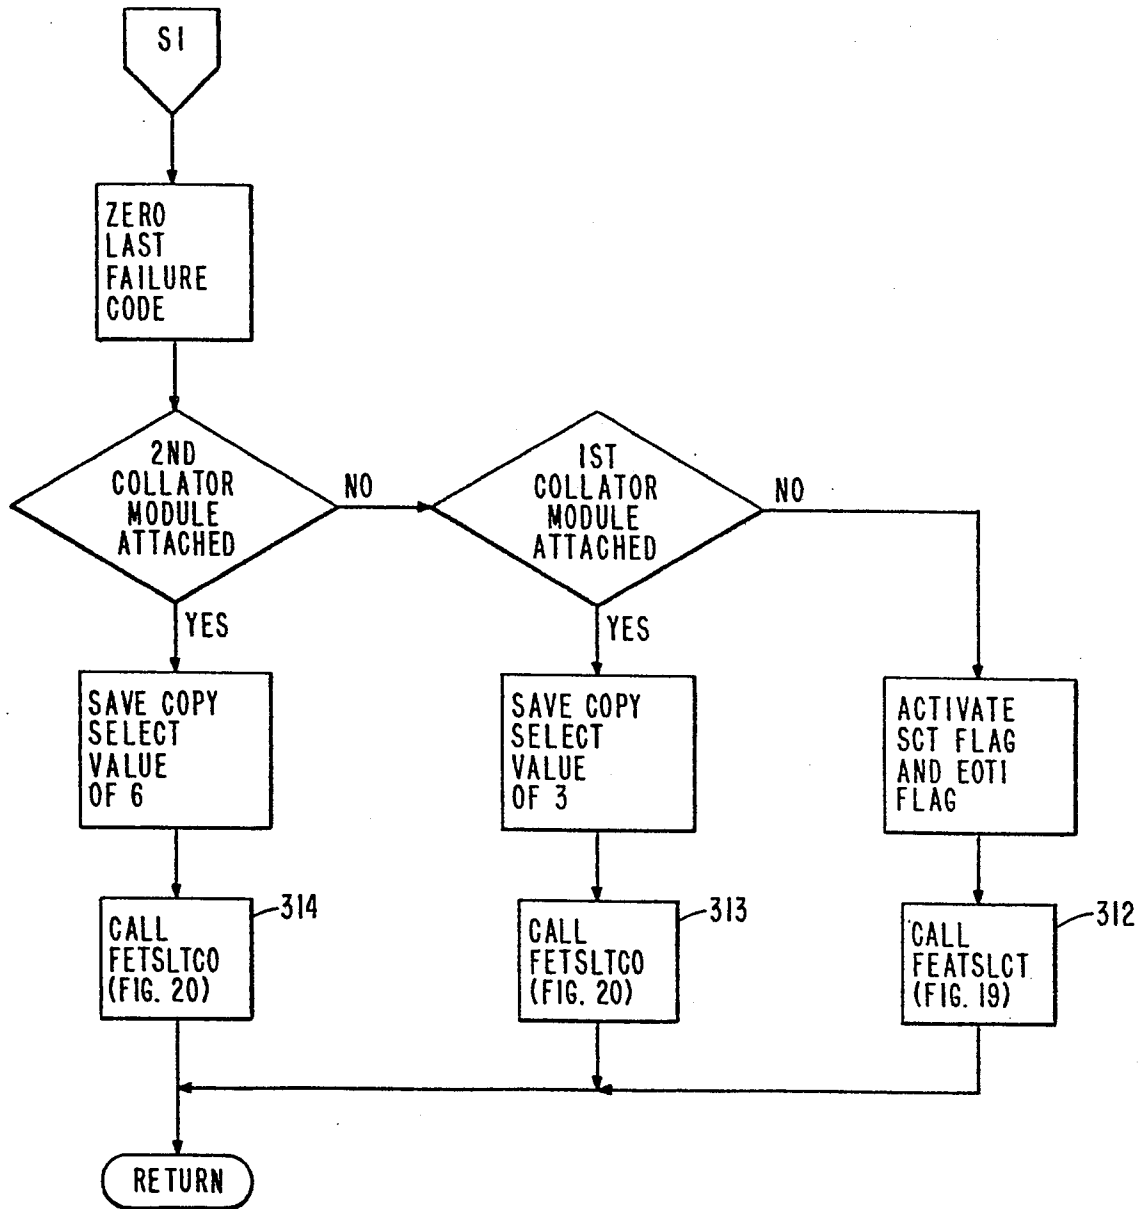 S1
ZERO
LAST
FAILURE
CODE
2ND
COLLATOR
MODULE
ATTACHED
NO
1ST
COLLATOR
MODULE
ATTACHED
NO
YES
YES
SAVE COPY
SELECT
VALUE
OF 6
SAVE COPY
SELECT
VALUE
OF 3
ACTIVATE
SCT FLAG
AND EOTI
FLAG
314
CALL
FETSLTCO
(FIG. 20)
313
CALL
FETSLTCO
(FIG. 20)
312
CALL
FEATSLCT
(FIG. 19)
RETURN